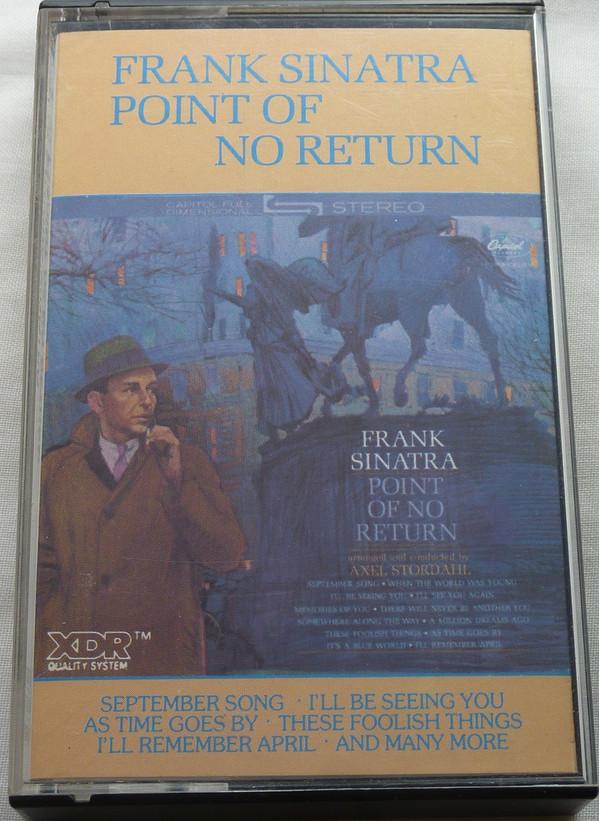 FRANK SINATRA
POINT OF
NO RETURN
CAPITOL FULL
DIMENSIONAL
STEREO
Capitol
FRANK
SINATRA
POINT
OF NO
RETURN
arranged and conducted by
AXEL STORDAHL
SEPTEMBER SONG • WHEN THE WORLD WAS YOUNG
I'LL BE SEEING YOU • I'LL SEE YOU AGAIN
MEMORIES OF YOU • THERE WILL NEVER BE ANOTHER YOU
SOMEWHERE ALONG THE WAY • A MILLION DREAMS AGO
THESE FOOLISH THINGS • AS TIME GOES BY
IT'S A BLUE WORLD • I'LL REMEMBER APRIL
XDR™
QUALITY SYSTEM
SEPTEMBER SONG · I'LL BE SEEING YOU
AS TIME GOES BY · THESE FOOLISH THINGS
I'LL REMEMBER APRIL · AND MANY MORE